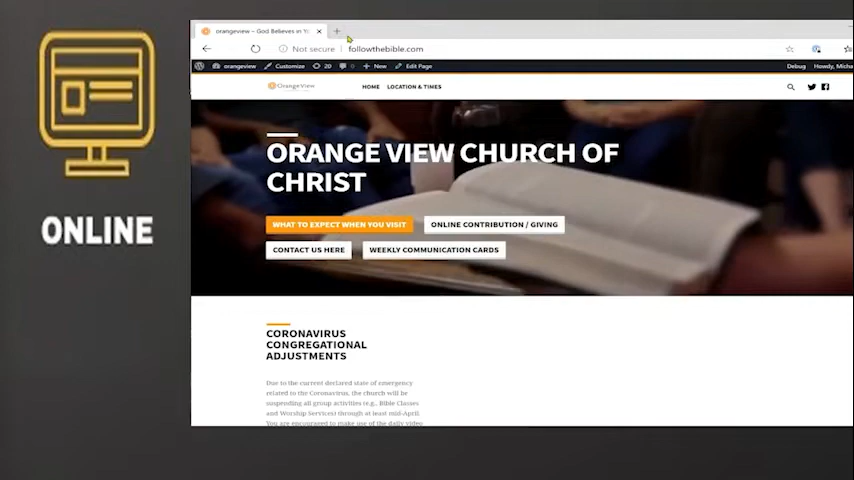 ONLINE
orangeview – God Believes in Yo
Not secure
followthebible.com
orangeview
Customize
20
New
Edit Page
Debug
Howdy, Micha
OrangeView
HOME
LOCATION & TIMES
ORANGE VIEW CHURCH OF
CHRIST
WHAT TO EXPECT WHEN YOU VISIT
ONLINE CONTRIBUTION / GIVING
CONTACT US HERE
WEEKLY COMMUNICATION CARDS
CORONAVIRUS
CONGREGATIONAL
ADJUSTMENTS
Due to the current declared state of emergency
related to the Coronavirus, the church will be
suspending all group activities (e.g., Bible Classes
and Worship Services) through at least mid-April.
You are encouraged to make use of the daily video